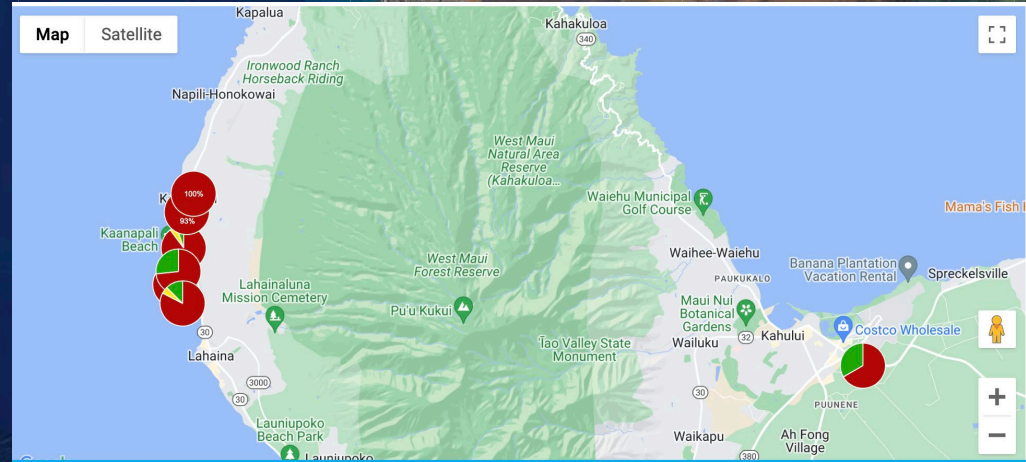 Kapalua
Kahakuloa
Map Satellite
340
Ironwood Ranch
Horseback Riding
Napili-Honokowai
West Maui
Natural Area
Reserve
(Kahakuloa...
100%
93%
Waiehu Municipal
Golf Course
Mama's Fish
Kaanapali
Beach
Waihee-Waiehu
West Maui
Forest Reserve
Banana Plantation
Vacation Rental
Spreckelsville
PAUKUKALO
Lahainaluna
Mission Cemetery
Pu'u Kukui
Maui Nui
Botanical
Gardens
30
Costco Wholesale
32
Kahului
Wailuku
ʻĪao Valley State
Monument
Lahaina
3000
30
30
PUUNENE
Launiupoko
Beach Park
Waikapu
Ah Fong
Village
380
Launiupoko